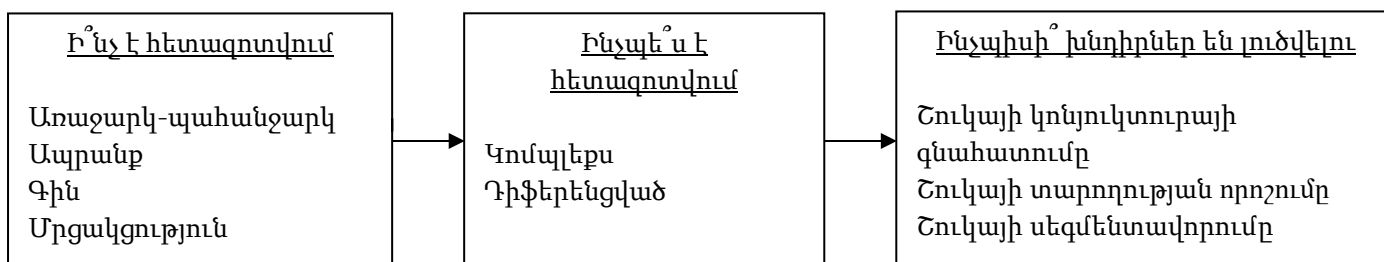 Ի՞նչ է հետազոտվում
Առաջարկ-պահանջարկ
Ապրանք
Գին
Մրցակցություն
Ինչպե՞ս է
հետազոտվում
Կոմպլեքս
Դիֆերենցված
Ինչպիսի՞ խնդիրներ են լուծվելու
Շուկայի կոնյուկտուրայի
գնահատումը
Շուկայի տարողության որոշումը
Շուկայի սեգմենտավորումը